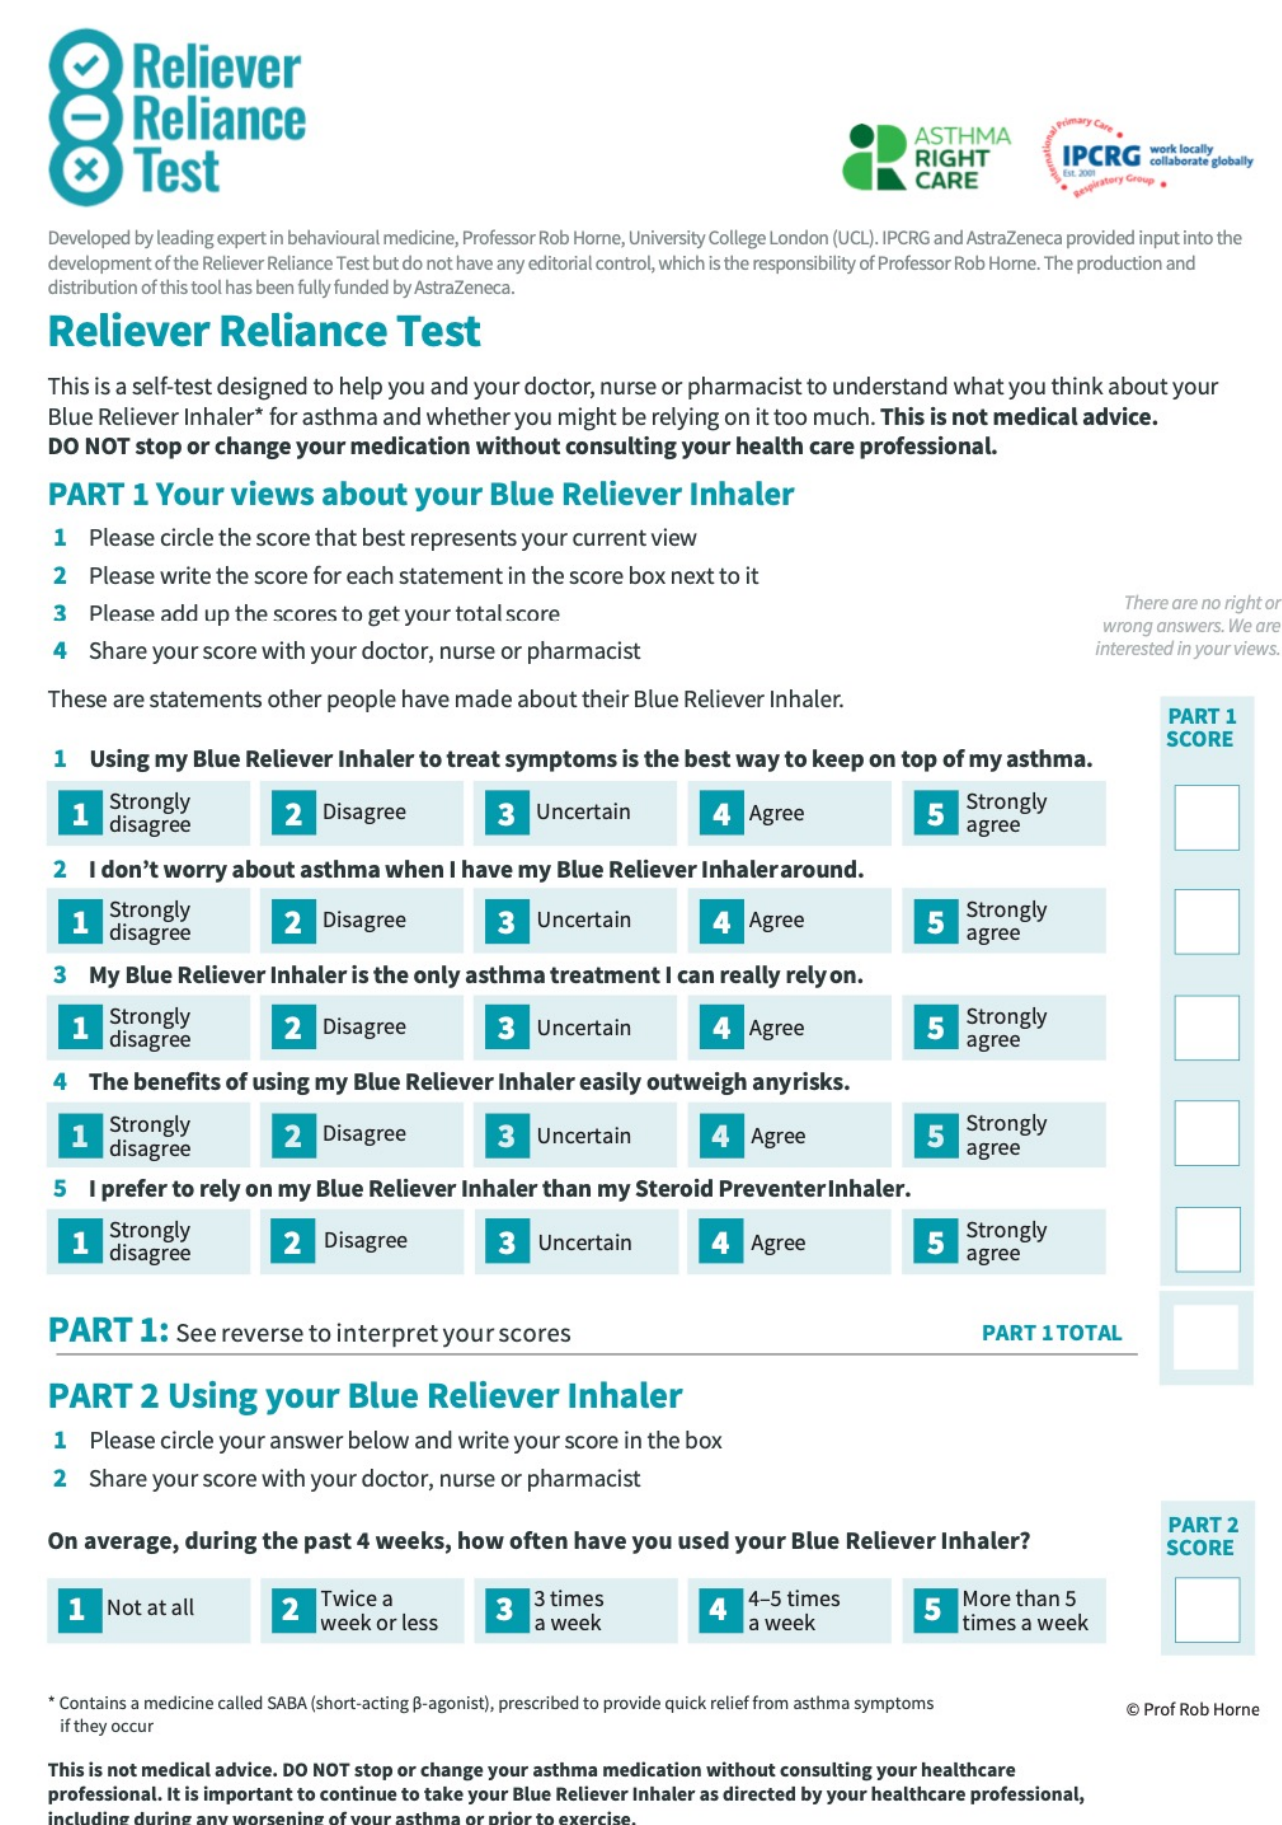 Reliever
Reliance
Test
ASTHMA
RIGHT
CARE
International Primary Care
IPCRG
Est. 2001
Respiratory Group
work locally
collaborate globally
Developed by leading expert in behavioural medicine, Professor Rob Horne, University College London (UCL). IPCRG and AstraZeneca provided input into the
development of the Reliever Reliance Test but do not have any editorial control, which is the responsibility of Professor Rob Horne. The production and
distribution of this tool has been fully funded by AstraZeneca.
Reliever Reliance Test
This is a self-test designed to help you and your doctor, nurse or pharmacist to understand what you think about your
Blue Reliever Inhaler* for asthma and whether you might be relying on it too much. This is not medical advice.
DO NOT stop or change your medication without consulting your health care professional.
PART 1 Your views about your Blue Reliever Inhaler
1 Please circle the score that best represents your current view
2 Please write the score for each statement in the score box next to it
3 Please add up the scores to get your total score
4 Share your score with your doctor, nurse or pharmacist
There are no right or
wrong answers. We are
interested in your views.
These are statements other people have made about their Blue Reliever Inhaler.
PART 1
SCORE
1 Using my Blue Reliever Inhaler to treat symptoms is the best way to keep on top of my asthma.
1 Strongly disagree 2 Disagree 3 Uncertain 4 Agree 5 Strongly agree
2 I don't worry about asthma when I have my Blue Reliever Inhaler around.
1 Strongly disagree 2 Disagree 3 Uncertain 4 Agree 5 Strongly agree
3 My Blue Reliever Inhaler is the only asthma treatment I can really rely on.
1 Strongly disagree 2 Disagree 3 Uncertain 4 Agree 5 Strongly agree
4 The benefits of using my Blue Reliever Inhaler easily outweigh any risks.
1 Strongly disagree 2 Disagree 3 Uncertain 4 Agree 5 Strongly agree
5 I prefer to rely on my Blue Reliever Inhaler than my Steroid Preventer Inhaler.
1 Strongly disagree 2 Disagree 3 Uncertain 4 Agree 5 Strongly agree
PART 1: See reverse to interpret your scores PART 1 TOTAL
PART 2 Using your Blue Reliever Inhaler
1 Please circle your answer below and write your score in the box
2 Share your score with your doctor, nurse or pharmacist
PART 2
SCORE
On average, during the past 4 weeks, how often have you used your Blue Reliever Inhaler?
1 Not at all 2 Twice a week or less 3 3 times a week 4 4–5 times a week 5 More than 5 times a week
* Contains a medicine called SABA (short-acting β-agonist), prescribed to provide quick relief from asthma symptoms
if they occur
© Prof Rob Horne
This is not medical advice. DO NOT stop or change your asthma medication without consulting your healthcare
professional. It is important to continue to take your Blue Reliever Inhaler as directed by your healthcare professional,
including during any worsening of your asthma or prior to exercise.